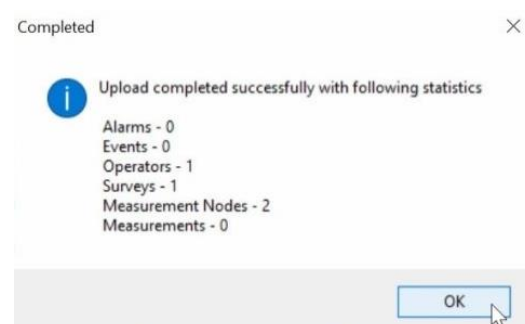 Completed
Upload completed successfully with following statistics
Alarms - 0
Events - 0
Operators - 1
Surveys - 1
Measurement Nodes - 2
Measurements - 0
OK